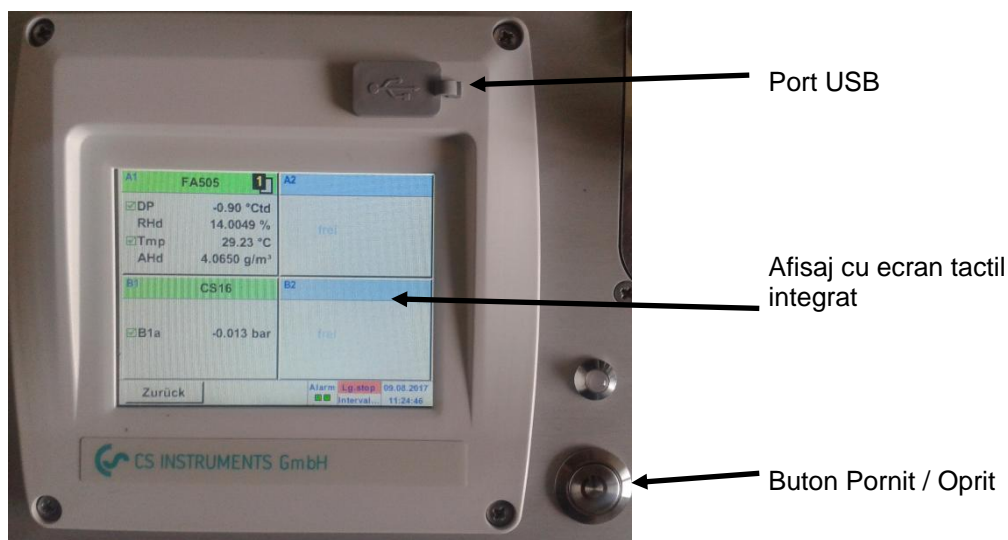 Port USB
A1 FA505 1 A2
DP -0.90 °Ctd
RHd 14.0049 % frei
Tmp 29.23 °C
AHd 4.0650 g/m³
B1 CS16 B2
B1a -0.013 bar frei
Zurück Alarm Lg.stop 09.08.2017
Interval... 11:24:46
Afisaj cu ecran tactil
integrat
CS INSTRUMENTS GmbH
Buton Pornit / Oprit